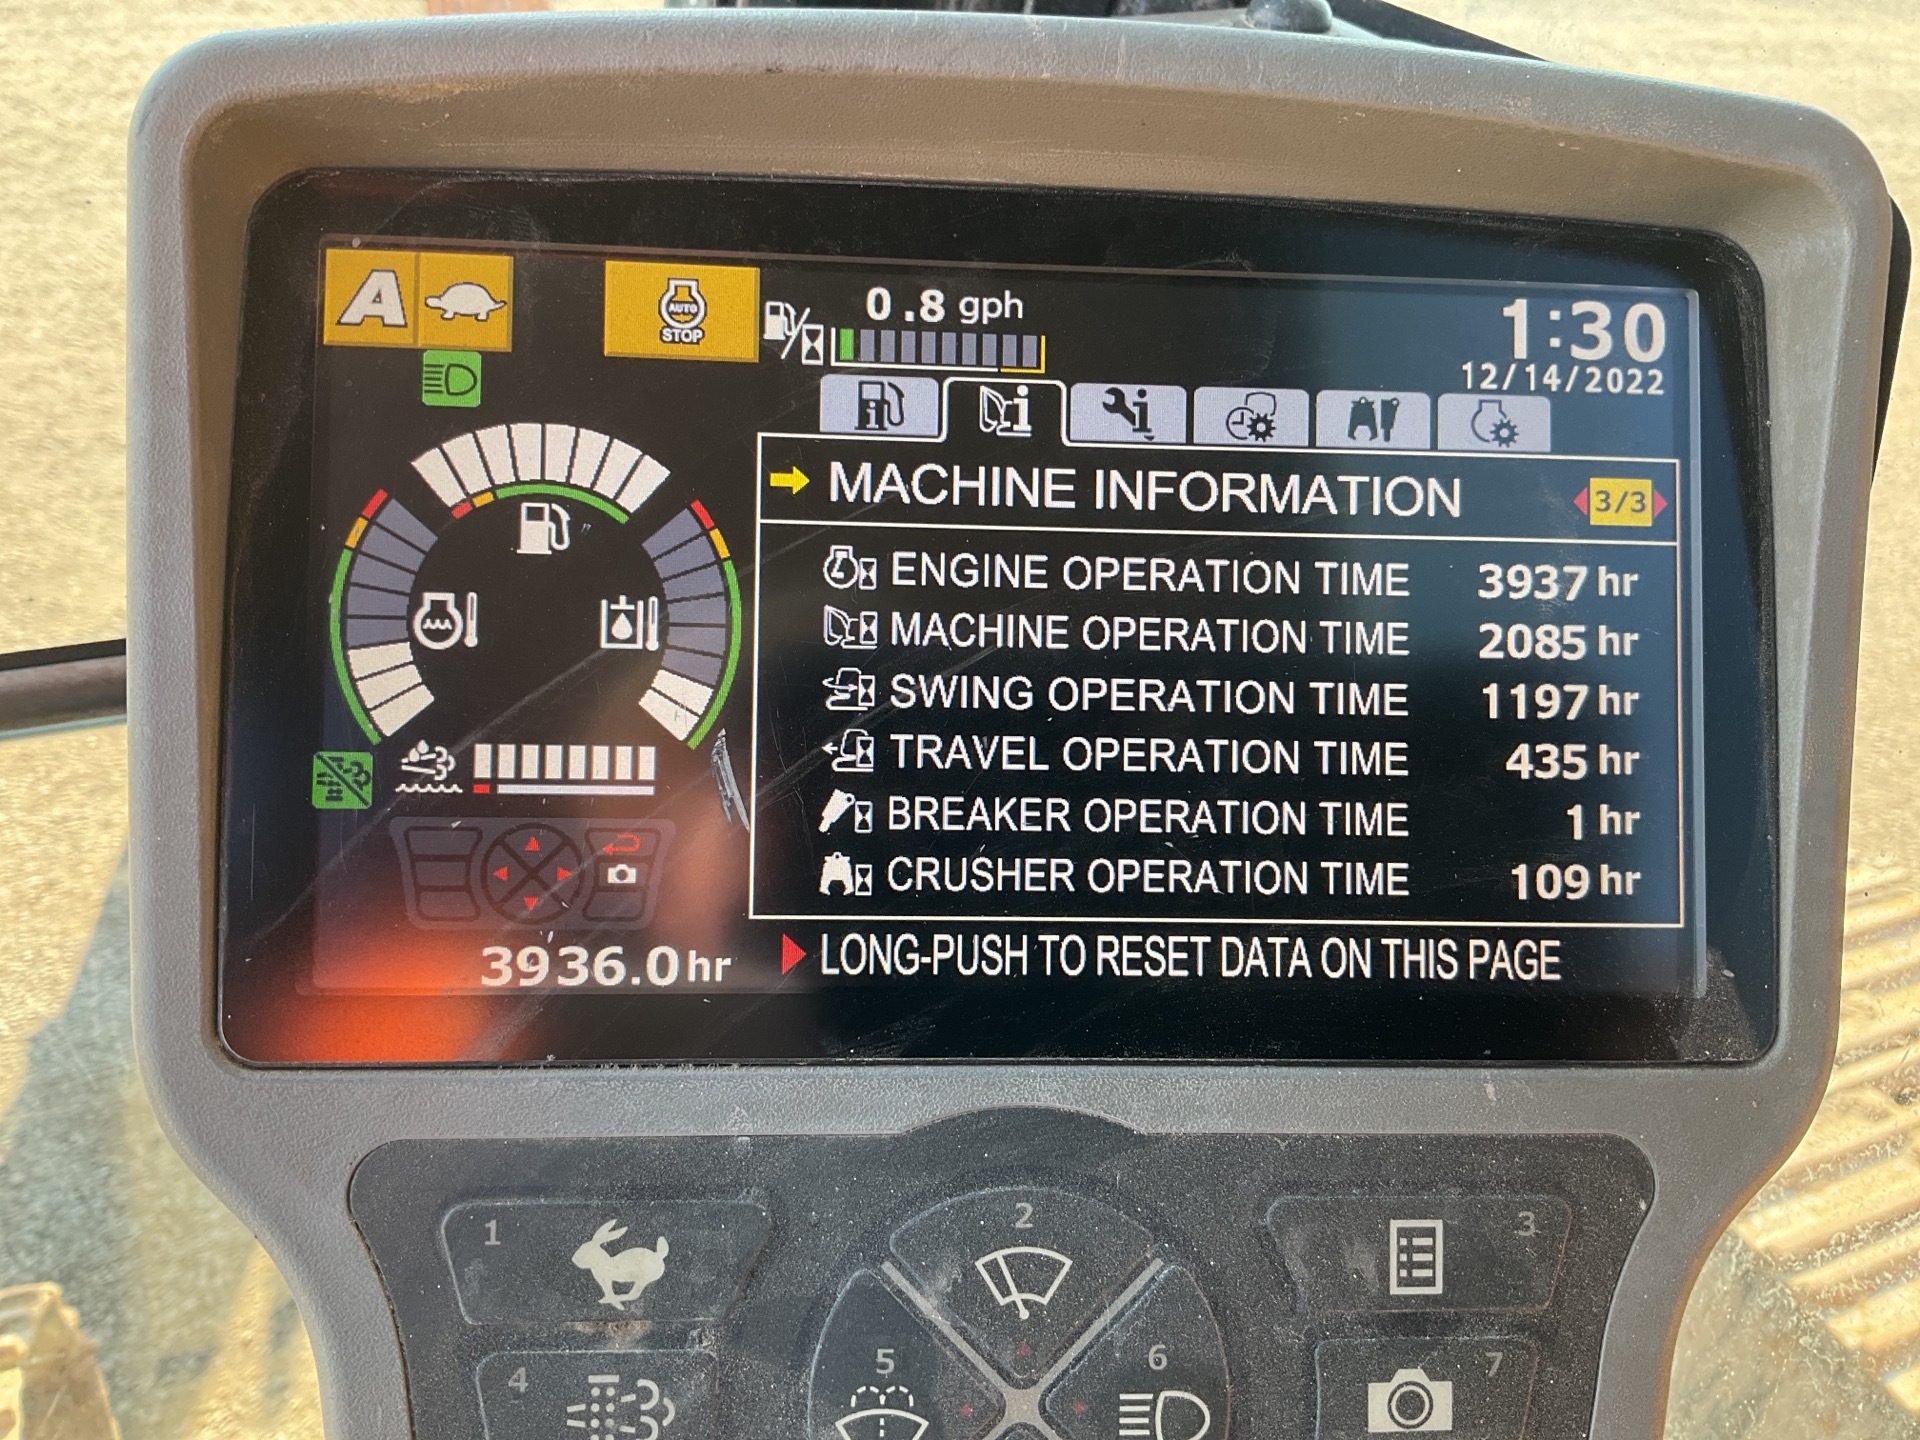 A
AUTO
STOP
0.8 gph
1:30
12/14/2022
MACHINE INFORMATION
3/3
ENGINE OPERATION TIME 3937 hr
MACHINE OPERATION TIME 2085 hr
SWING OPERATION TIME 1197 hr
TRAVEL OPERATION TIME 435 hr
BREAKER OPERATION TIME 1 hr
CRUSHER OPERATION TIME 109 hr
3936.0 hr
LONG-PUSH TO RESET DATA ON THIS PAGE
1
2
3
4
5
6
7